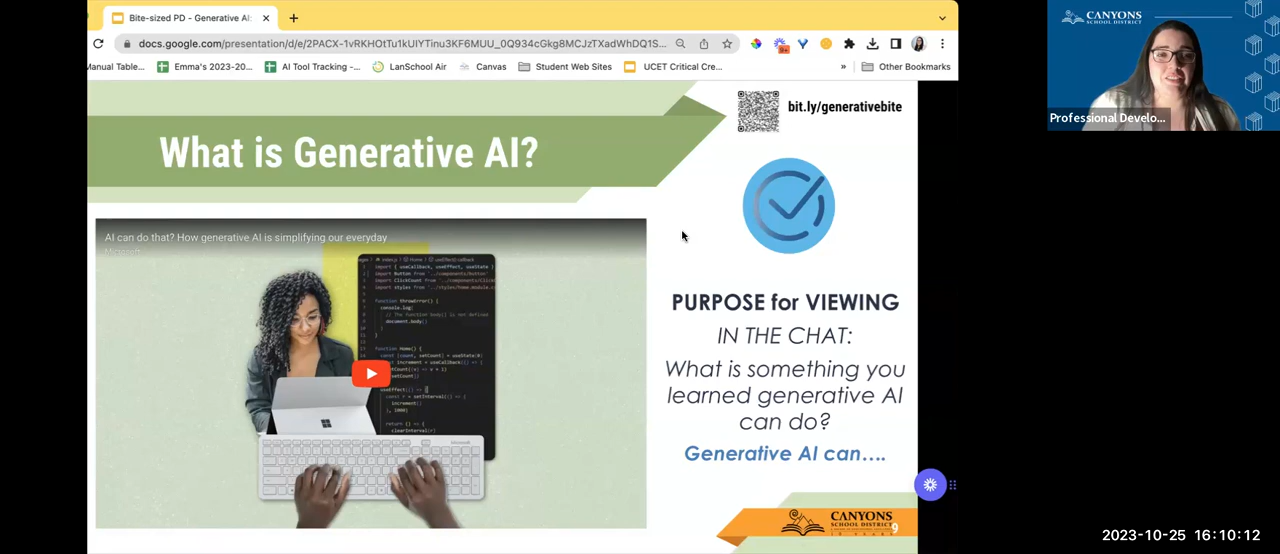 Bite-sized PD - Generative AI:
docs.google.com/presentation/d/e/2PACX-1vRKHOtTu1kUIYTinu3KF6MUU_0Q934cGkg8MCJzTXadWhDQ1S...
9+
Manual Table...
Emma's 2023-20...
AI Tool Tracking -...
LanSchool Air
Canvas
Student Web Sites
UCET Critical Cre...
»
Other Bookmarks
CANYONS
SCHOOL DISTRICT
Professional Develo...
bit.ly/generativebite
What is Generative AI?
AI can do that? How generative AI is simplifying our everyday
Microsoft
PURPOSE for VIEWING
IN THE CHAT:
What is something you
learned generative AI
can do?
Generative AI can....
CANYONS
SCHOOL DISTRICT
9
2023-10-25 16:10:12